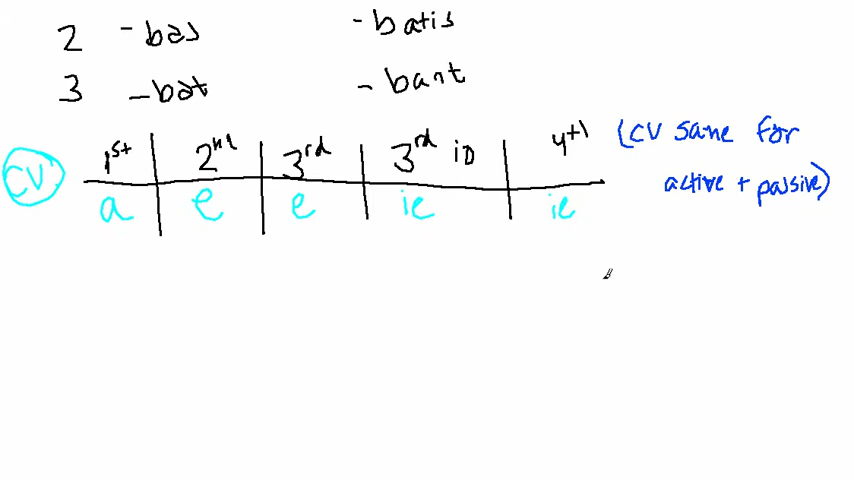 2 -bas -batis
3 -bat -bant
CV 1st 2nd 3rd 3rd io 4th (CV same for
a e e ie ie active + passive)